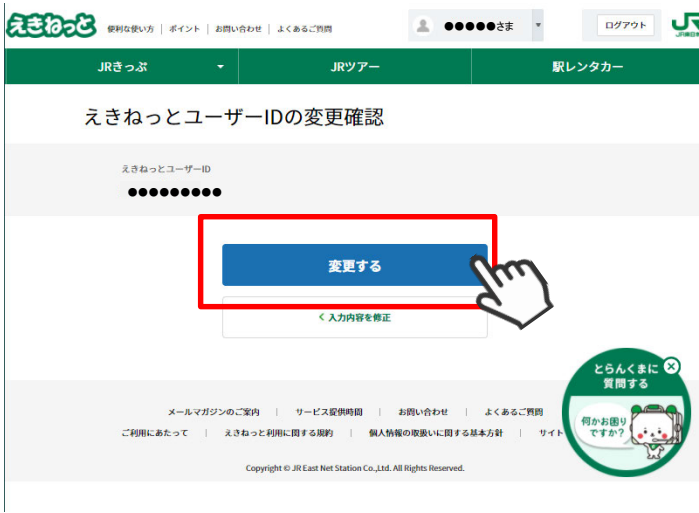 えきねっと 便利な使い方 | ポイント | お問い合わせ | よくあるご質問 ●●●●●さま ログアウト JR
JRきっぷ JRツアー 駅レンタカー
えきねっとユーザーIDの変更確認
えきねっとユーザーID
●●●●●●●●●
変更する
< 入力内容を修正
とらんくまに
質問する
何かお困り
ですか?
メールマガジンのご案内 | サービス提供時間 | お問い合わせ | よくあるご質問
ご利用にあたって | えきねっと利用に関する規約 | 個人情報の取扱いに関する基本方針 | サイト
Copyright © JR East Net Station Co.,Ltd. All Rights Reserved.